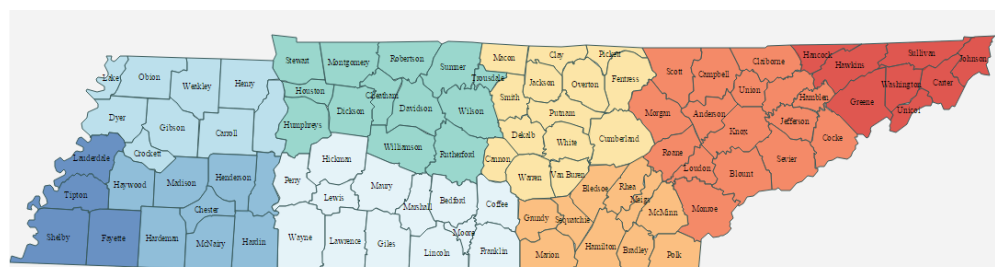 Lake
Obion
Weakley
Henry
Stewart
Montgomery
Robertson
Sumner
Macon
Clay
Pickett
Trousdale
Jackson
Overton
Fentress
Scott
Campbell
Claiborne
Hancock
Hawkins
Sullivan
Johnson
Washington
Carter
Greene
Unicoi
Union
Hamblen
Dyer
Gibson
Carroll
Houston
Humphreys
Dickson
Cheatham
Davidson
Wilson
Smith
Putnam
Morgan
Anderson
Knox
Jefferson
Cocke
Lauderdale
Crockett
Williamson
Rutherford
Dekalb
White
Cumberland
Cannon
Hickman
Roane
Loudon
Blount
Sevier
Tipton
Haywood
Madison
Henderson
Perry
Lewis
Maury
Marshall
Bedford
Coffee
Warren
Van Buren
Bledsoe
Rhea
Meigs
McMinn
Monroe
Chester
Shelby
Fayette
Hardeman
McNairy
Hardin
Wayne
Lawrence
Giles
Lincoln
Moore
Franklin
Grundy
Sequatchie
Marion
Hamilton
Bradley
Polk